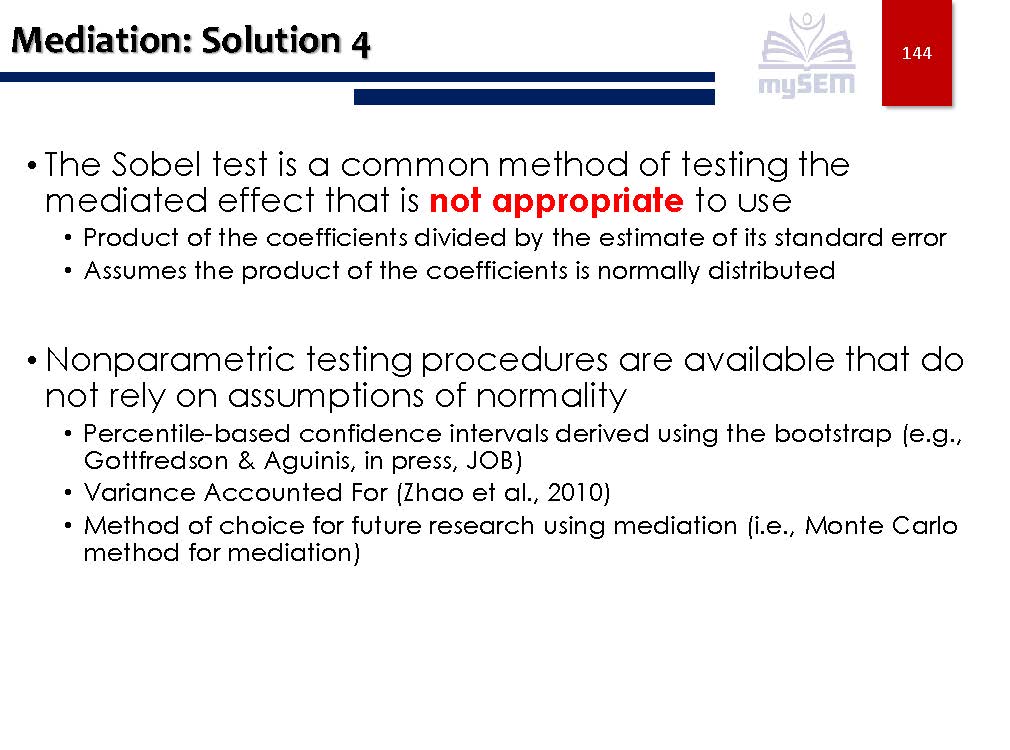 Mediation: Solution 4
mySEM
144
• The Sobel test is a common method of testing the
mediated effect that is not appropriate to use
• Product of the coefficients divided by the estimate of its standard error
• Assumes the product of the coefficients is normally distributed
• Nonparametric testing procedures are available that do
not rely on assumptions of normality
• Percentile-based confidence intervals derived using the bootstrap (e.g.,
Gottfredson & Aguinis, in press, JOB)
• Variance Accounted For (Zhao et al., 2010)
• Method of choice for future research using mediation (i.e., Monte Carlo
method for mediation)